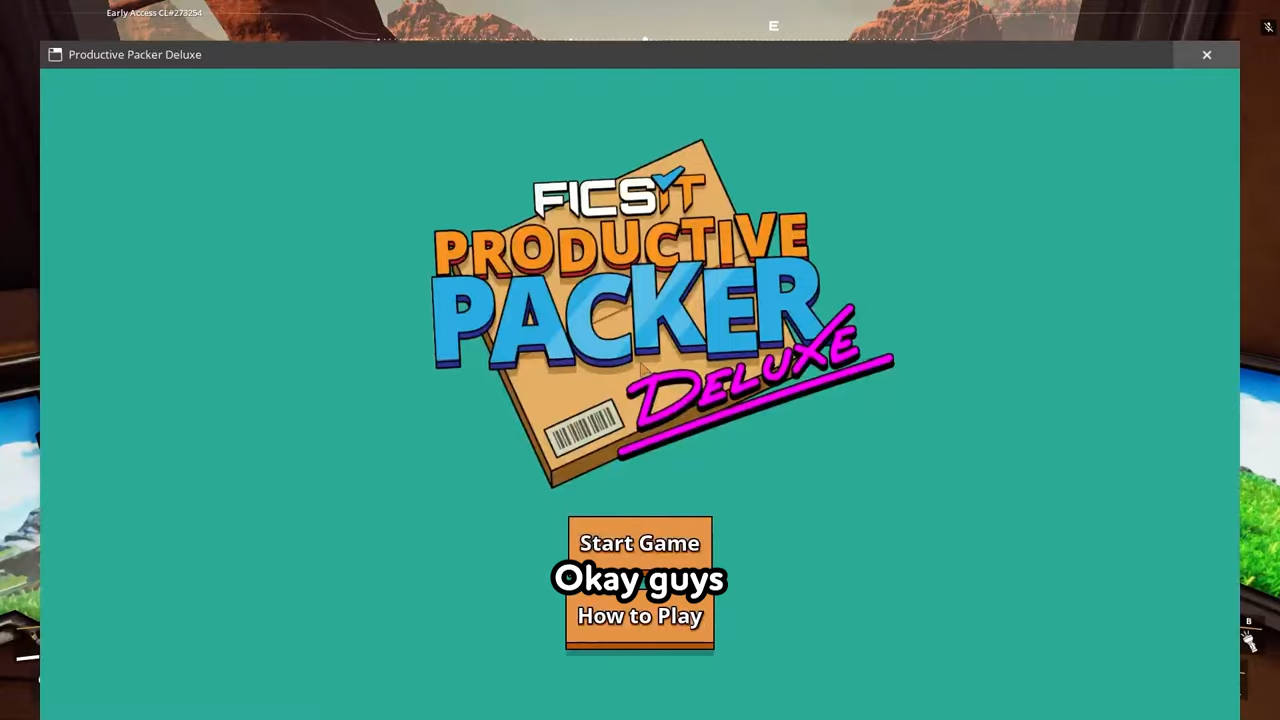 Early Access CL#273254
E
Productive Packer Deluxe
FICSIT
PRODUCTIVE
PACKER
DELUXE
Start Game
Okay guys
How to Play
B